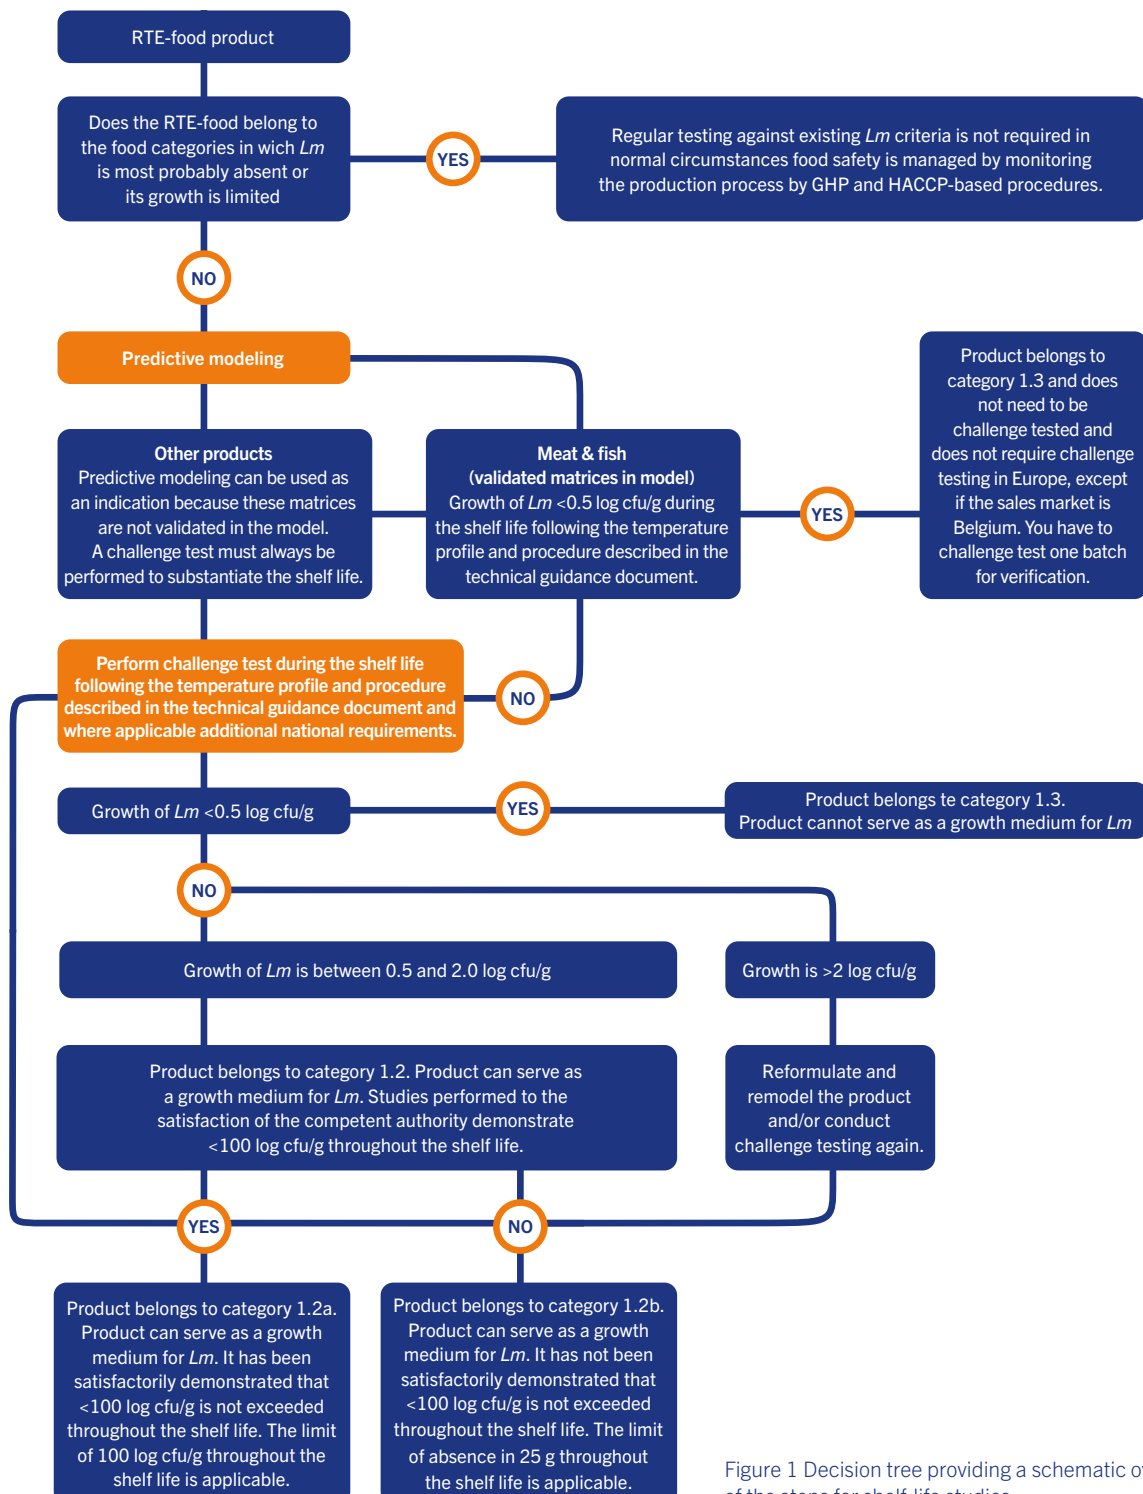 RTE-food product
Does the RTE-food belong to
the food categories in wich Lm
is most probably absent or
its growth is limited
YES
Regular testing against existing Lm criteria is not required in
normal circumstances food safety is managed by monitoring
the production process by GHP and HACCP-based procedures.
NO
Predictive modeling
Other products
Predictive modeling can be used as
an indication because these matrices
are not validated in the model.
A challenge test must always be
performed to substantiate the shelf life.
Meat & fish
(validated matrices in model)
Growth of Lm <0.5 log cfu/g during
the shelf life following the temperature
profile and procedure described in the
technical guidance document.
YES
Product belongs to
category 1.3 and does
not need to be
challenge tested and
does not require challenge
testing in Europe, except
if the sales market is
Belgium. You have to
challenge test one batch
for verification.
Perform challenge test during the shelf life
following the temperature profile and procedure
described in the technical guidance document and
where applicable additional national requirements.
NO
Growth of Lm <0.5 log cfu/g
YES
Product belongs te category 1.3.
Product cannot serve as a growth medium for Lm
NO
Growth of Lm is between 0.5 and 2.0 log cfu/g
Growth is >2 log cfu/g
Product belongs to category 1.2. Product can serve as
a growth medium for Lm. Studies performed to the
satisfaction of the competent authority demonstrate
<100 log cfu/g throughout the shelf life.
Reformulate and
remodel the product
and/or conduct
challenge testing again.
YES
NO
Product belongs to category 1.2a.
Product can serve as a growth
medium for Lm. It has been
satisfactorily demonstrated that
<100 log cfu/g is not exceeded
throughout the shelf life. The limit
of 100 log cfu/g throughout the
shelf life is applicable.
Product belongs to category 1.2b.
Product can serve as a growth
medium for Lm. It has not been
satisfactorily demonstrated that
<100 log cfu/g is not exceeded
throughout the shelf life. The limit
of absence in 25 g throughout
the shelf life is applicable.
Figure 1 Decision tree providing a schematic
of the steps for shelf-life studies